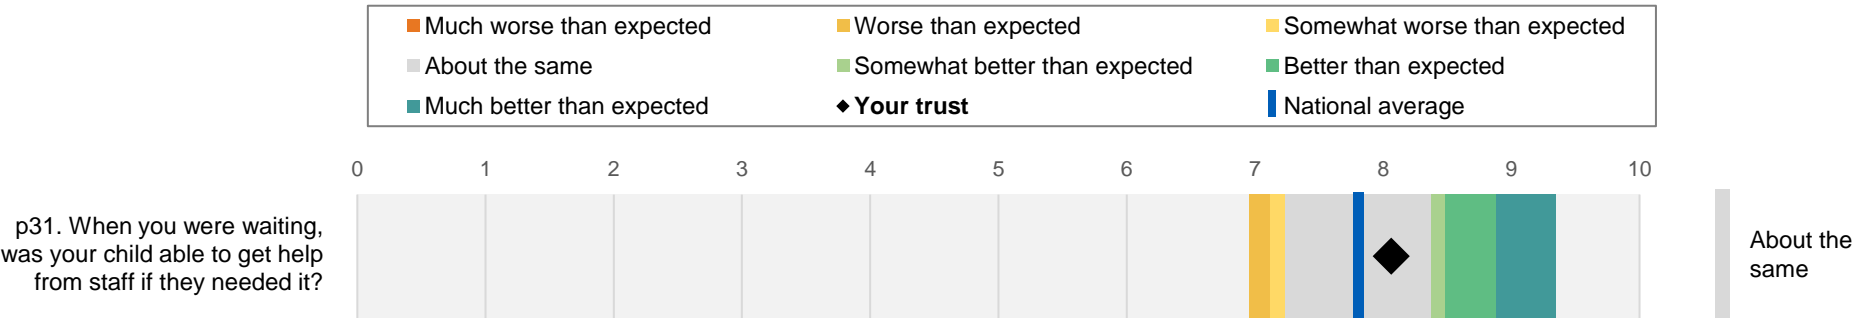 Much worse than expected Worse than expected Somewhat worse than expected
About the same Somewhat better than expected Better than expected
Much better than expected Your trust National average
0 1 2 3 4 5 6 7 8 9 10
p31. When you were waiting,
was your child able to get help
from staff if they needed it?
About the
same